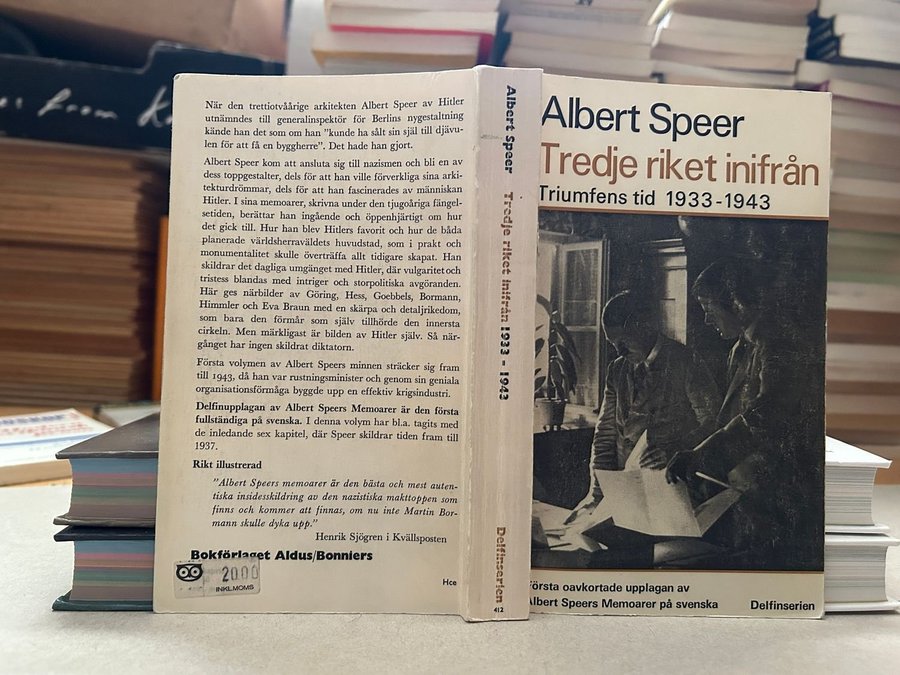 När den trettiotvåårige arkitekten Albert Speer av Hitler
utnämndes till generalinspektör för Berlins nygestaltning
kände han det som om han "kunde ha sålt sin själ till djävu-
len för att få en byggherre". Det hade han gjort.
Albert Speer kom att ansluta sig till nazismen och bli en av
dess toppgestalter, dels för att han ville förverkliga sina arki-
tekturdrömmar, dels för att han fascinerades av människan
Hitler. I sina memoarer, skrivna under den tjugoåriga fängel-
setiden, berättar han ingående och öppenhjärtigt om hur
det gick till. Hur han blev Hitlers favorit och hur de båda
planerade världsherraväldets huvudstad, som i prakt och
monumentalitet skulle överträffa allt tidigare skapat. Han
skildrar det dagliga umgänget med Hitler, där vulgaritet och
tristess blandas med intriger och storpolitiska avgöranden.
Här ges närbilder av Göring, Hess, Goebbels, Bormann,
Himmler och Eva Braun med en skärpa och detaljrikedom,
som bara den förmår som själv tillhörde den innersta
cirkeln. Men märkligast är bilden av Hitler själv. Så när-
gånget har ingen skildrat diktatorn.
Första volymen av Albert Speers minnen sträcker sig fram
till 1943, då han var rustningsminister och genom sin geniala
organisationsförmåga byggde upp en effektiv krigsindustri.
Delfinupplagan av Albert Speers Memoarer är den första
fullständiga på svenska. I denna volym har bl.a. tagits med
de inledande sex kapitel, där Speer skildrar tiden fram till
1937.
Rikt illustrerad
"Albert Speers memoarer är den bästa och mest auten-
tiska insidesskildring av den nazistiska makttoppen som
finns och kommer att finnas, om nu inte Martin Bor-
mann skulle dyka upp."
Henrik Sjögren i Kvällsposten
Bokförlaget Aldus/Bonniers
2000
INKL.MOMS
Hce
Albert Speer Tredje riket inifrån 1933 - 1943 Delfinserien
412
Albert Speer
Tredje riket inifrån
Triumfens tid 1933-1943
första oavkortade upplagan av
Albert Speers Memoarer på svenska
Delfinserien
from